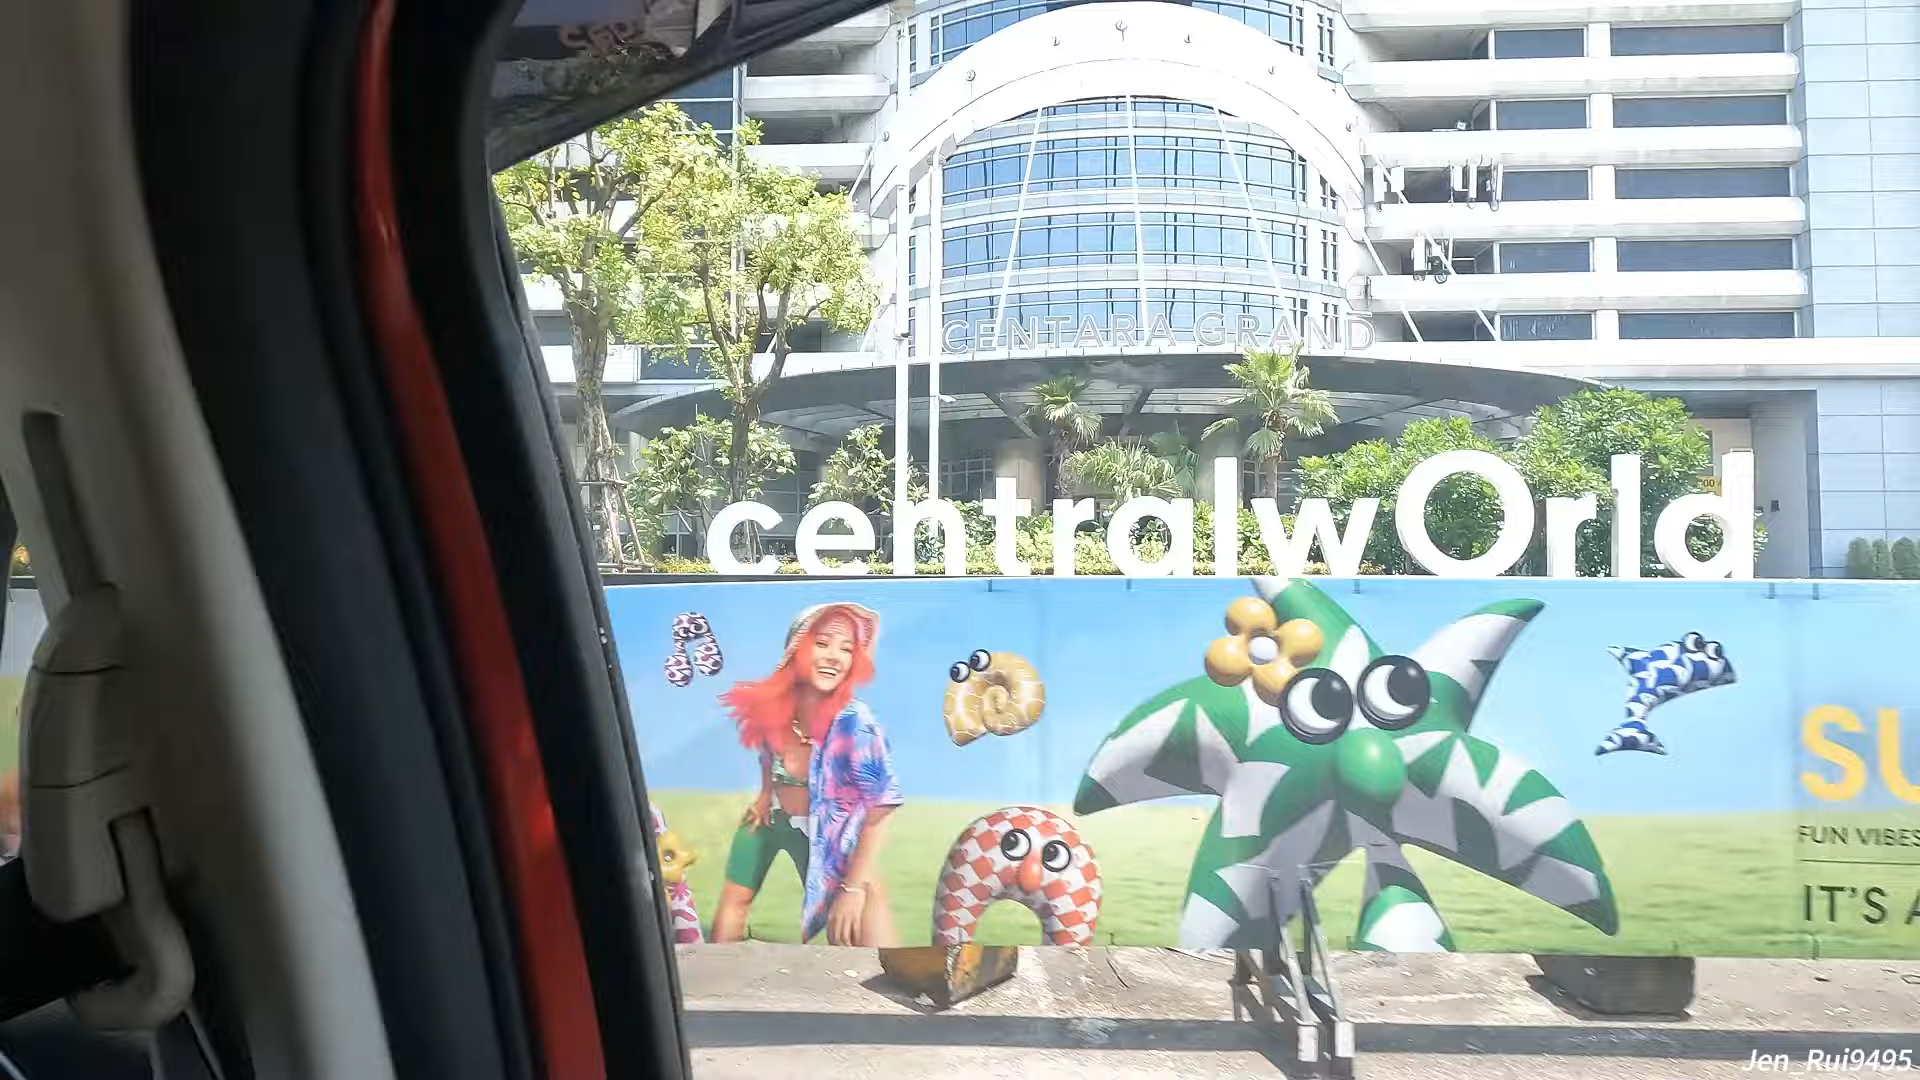 CENTARA GRAND
centralwOrld
SU
FUN VIBES
IT'S A
Jen_Rui9495